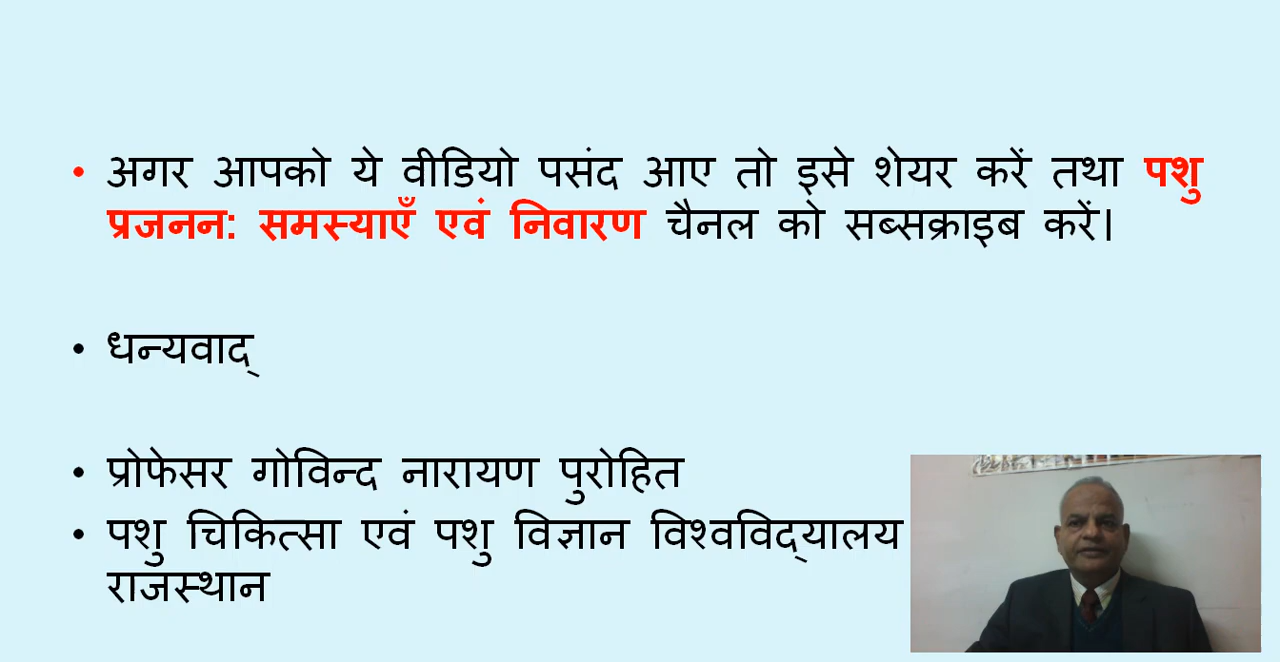 • अगर आपको ये वीडियो पसंद आए तो इसे शेयर करें तथा पशु
प्रजनन: समस्याएँ एवं निवारण चैनल को सब्सक्राइब करें।
• धन्यवाद्
• प्रोफेसर गोविन्द नारायण पुरोहित
• पशु चिकित्सा एवं पशु विज्ञान विश्वविद्यालय
राजस्थान